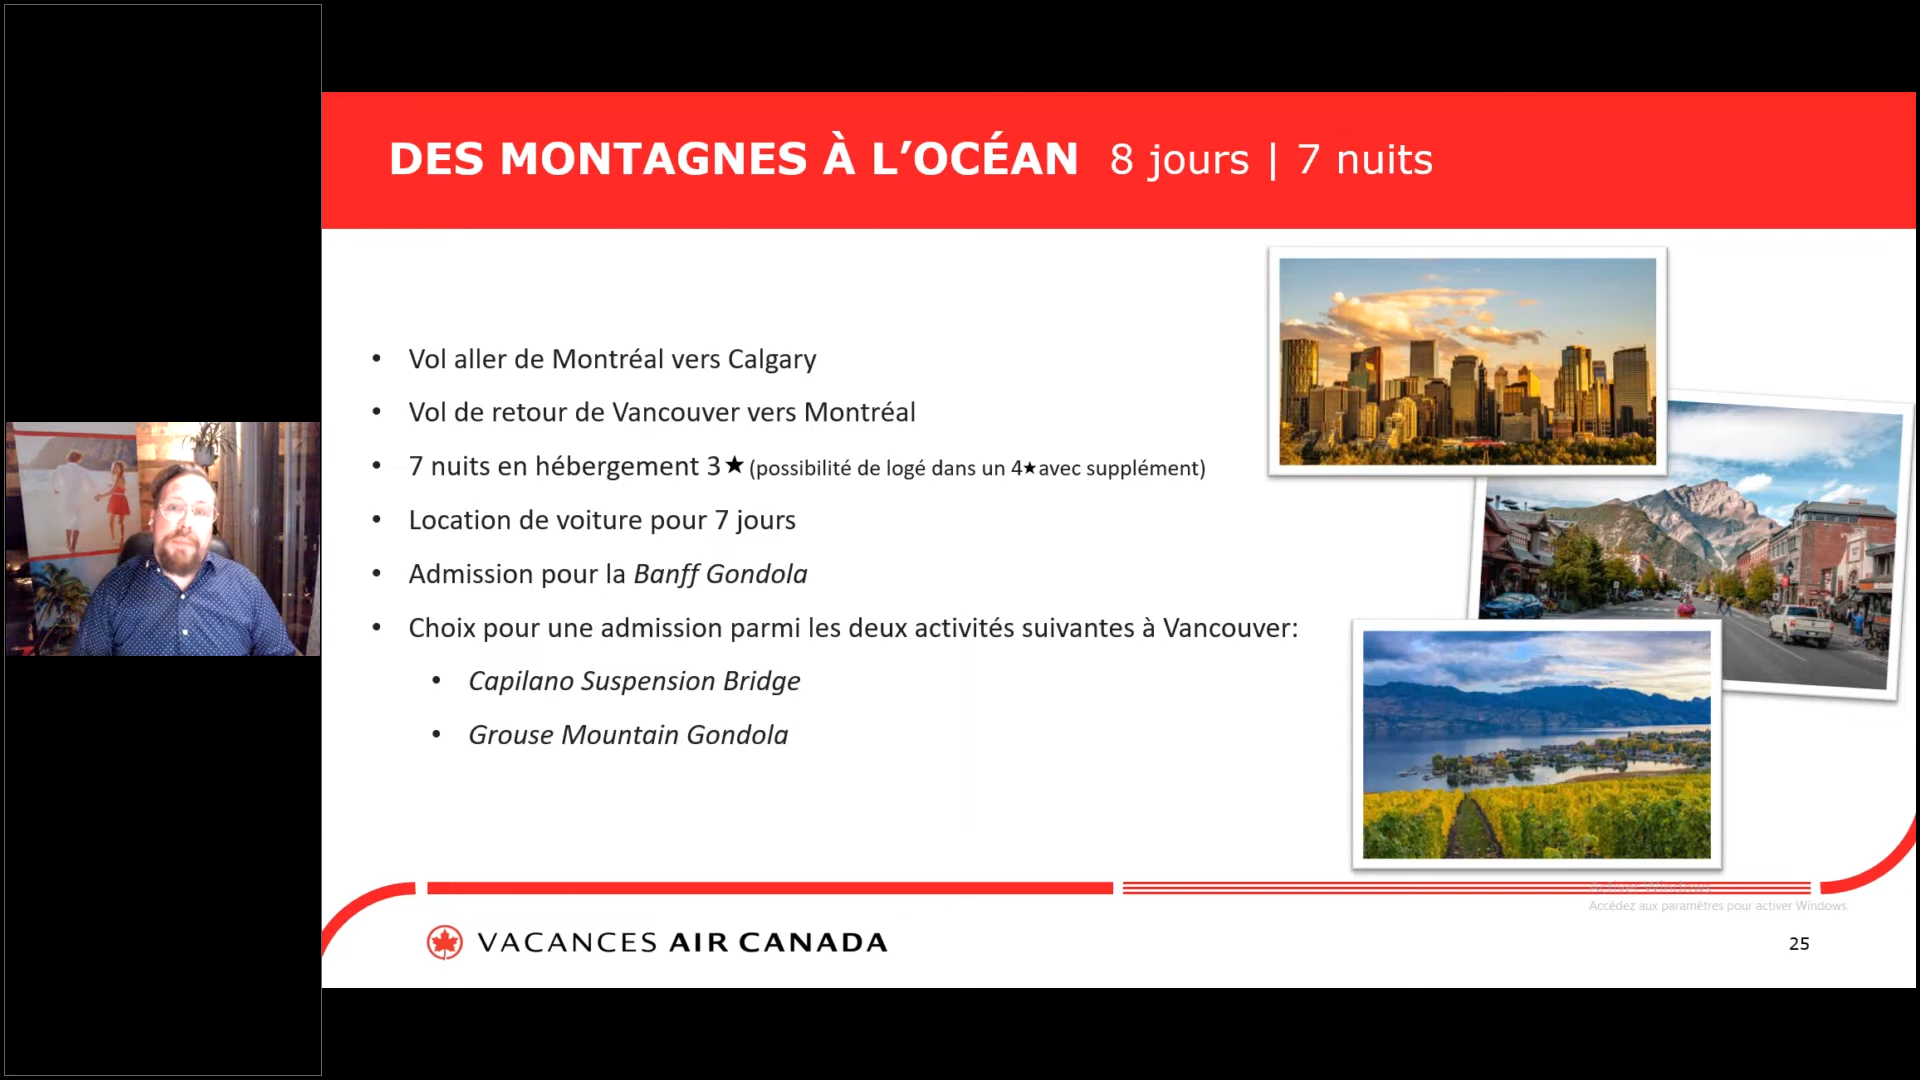 DES MONTAGNES À L’OCÉAN 8 jours | 7 nuits
• Vol aller de Montréal vers Calgary
• Vol de retour de Vancouver vers Montréal
• 7 nuits en hébergement 3★ (possibilité de logé dans un 4★ avec supplément)
• Location de voiture pour 7 jours
• Admission pour la Banff Gondola
• Choix pour une admission parmi les deux activités suivantes à Vancouver:
• Capilano Suspension Bridge
• Grouse Mountain Gondola
Activer Windows
Accédez aux paramètres pour activer Windows.
VACANCES AIR CANADA
25